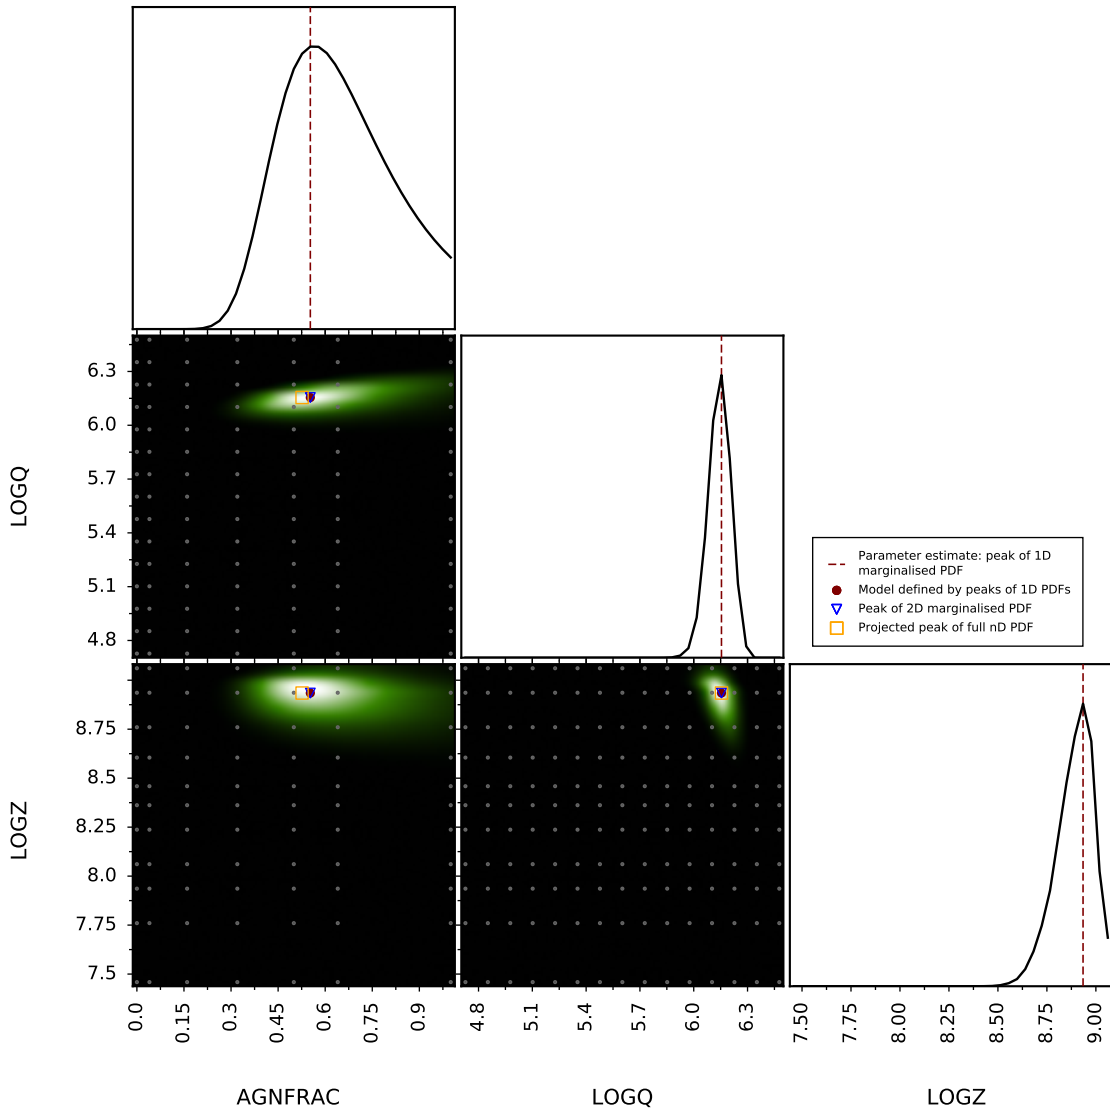 6.3
6.0
5.7
5.4
5.1
4.8
LOGQ
Parameter estimate: peak of 1D
marginalised PDF
Model defined by peaks of 1D PDFs
Peak of 2D marginalised PDF
Projected peak of full nD PDF
8.75
8.5
8.25
8.0
7.75
7.5
LOGZ
0.0 0.15 0.3 0.45 0.6 0.75 0.9
4.8 5.1 5.4 5.7 6.0 6.3
7.50 7.75 8.00 8.25 8.50 8.75 9.00
AGNFRAC LOGQ LOGZ